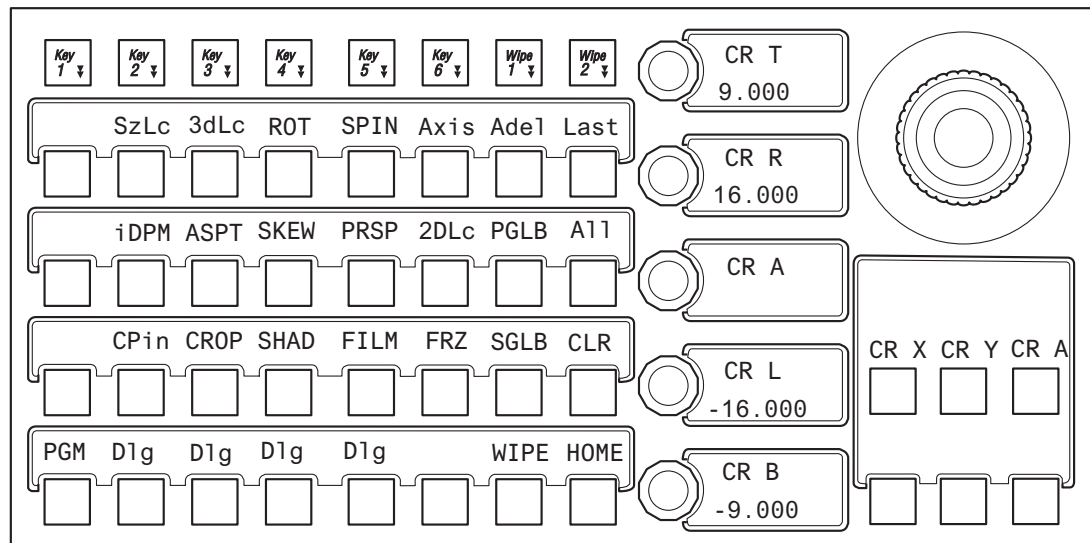 Key 1 Key 2 Key 3 Key 4 Key 5 Key 6 Wipe 1 Wipe 2
CR T
9.000
SzLc 3dLc ROT SPIN Axis Adel Last
CR R
16.000
iDPM ASPT SKEW PRSP 2DLc PGLB All
CR A
CPin CROP SHAD FILM FRZ SGLB CLR
CR L
-16.000
CR X CR Y CR A
PGM Dlg Dlg Dlg Dlg WIPE HOME
CR B
-9.000